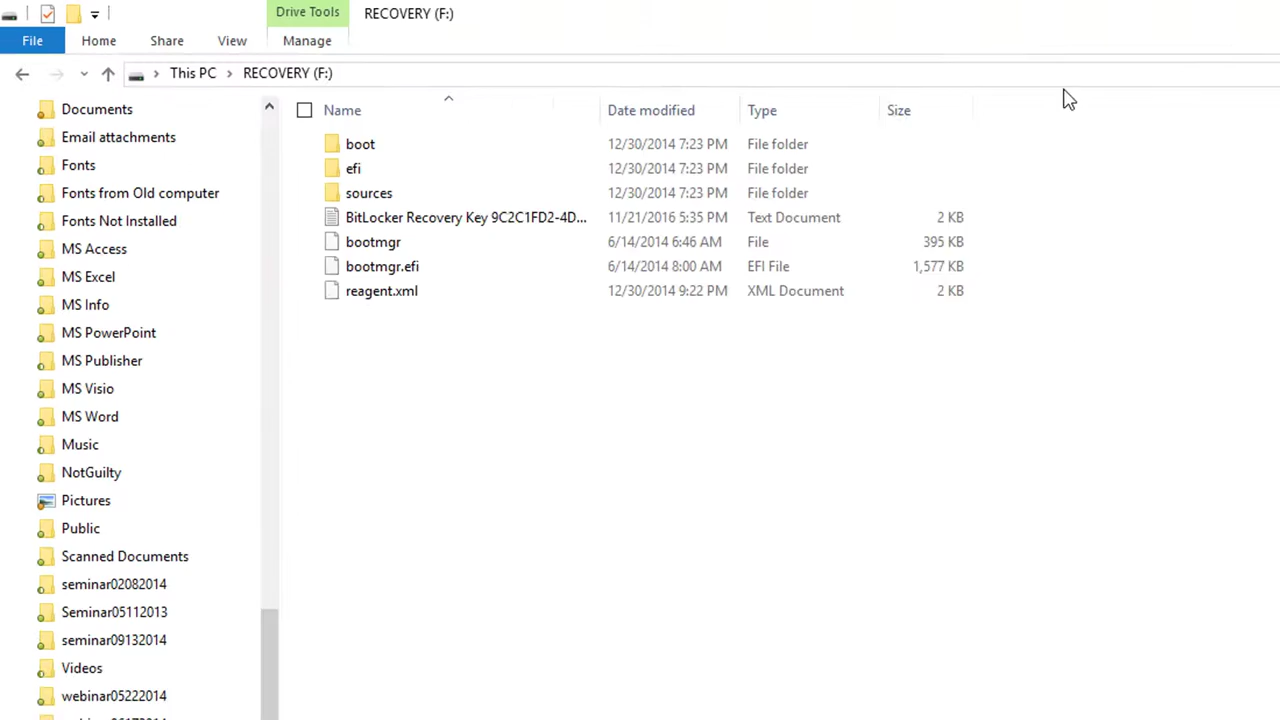 Drive Tools RECOVERY (F:)
File Home Share View Manage
This PC RECOVERY (F:)
Name Date modified Type Size
Documents
Email attachments
Fonts
Fonts from Old computer
Fonts Not Installed
MS Access
MS Excel
MS Info
MS PowerPoint
MS Publisher
MS Visio
MS Word
Music
NotGuilty
Pictures
Public
Scanned Documents
seminar02082014
Seminar05112013
seminar09132014
Videos
webinar05222014
boot 12/30/2014 7:23 PM File folder
efi 12/30/2014 7:23 PM File folder
sources 12/30/2014 7:23 PM File folder
BitLocker Recovery Key 9C2C1FD2-4D... 11/21/2016 5:35 PM Text Document 2 KB
bootmgr 6/14/2014 6:46 AM File 395 KB
bootmgr.efi 6/14/2014 8:00 AM EFI File 1,577 KB
reagent.xml 12/30/2014 9:22 PM XML Document 2 KB